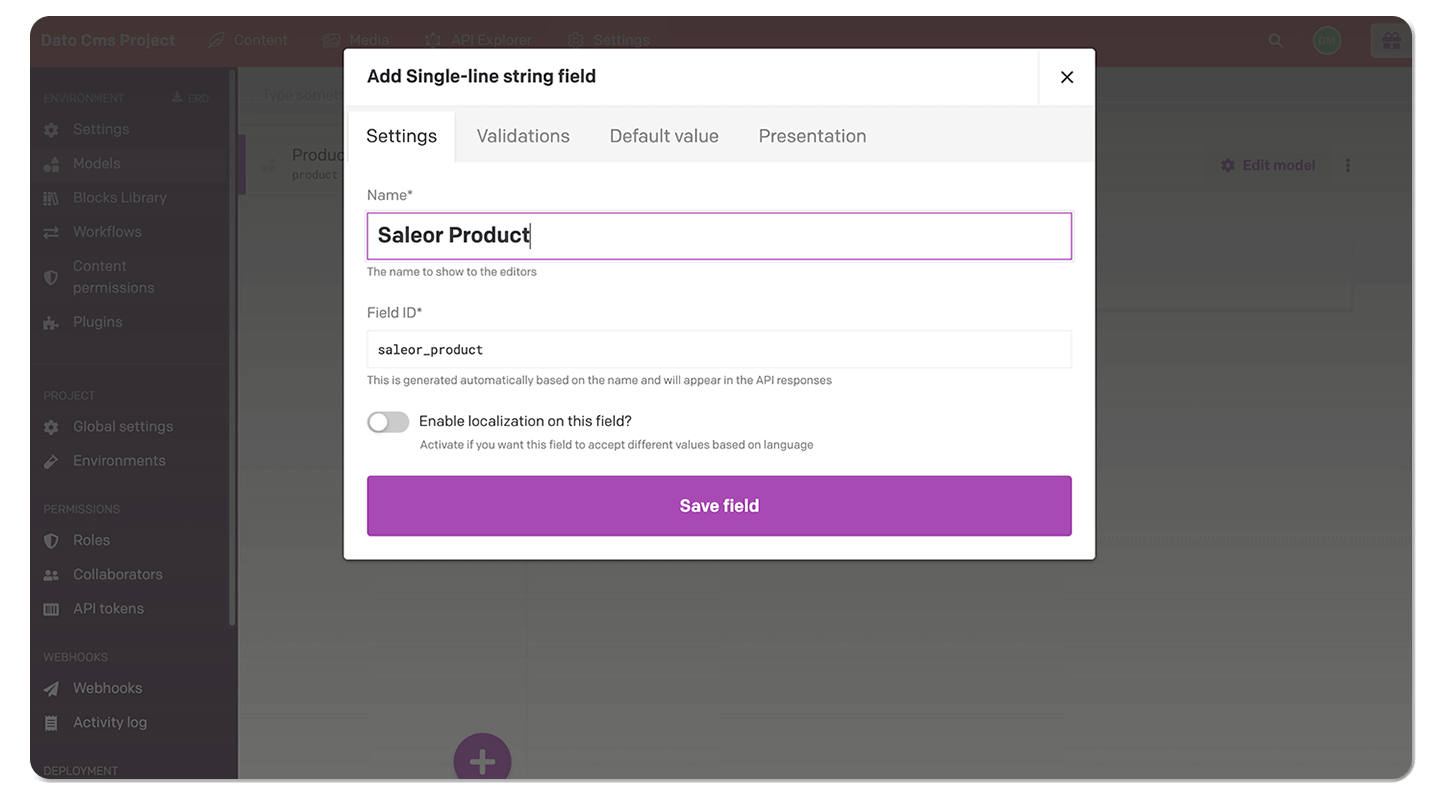 Dato Cms Project
Content
Media
API Explorer
Settings
DM
ENVIRONMENT
ERD
Settings
Models
Blocks Library
Workflows
Content
permissions
Plugins
PROJECT
Global settings
Environments
PERMISSIONS
Roles
Collaborators
API tokens
WEBHOOKS
Webhooks
Activity log
DEPLOYMENT
Type somet
Produc
product
Edit model
Add Single-line string field
Settings
Validations
Default value
Presentation
Name*
Saleor Product
The name to show to the editors
Field ID*
saleor_product
This is generated automatically based on the name and will appear in the API responses
Enable localization on this field?
Activate if you want this field to accept different values based on language
Save field